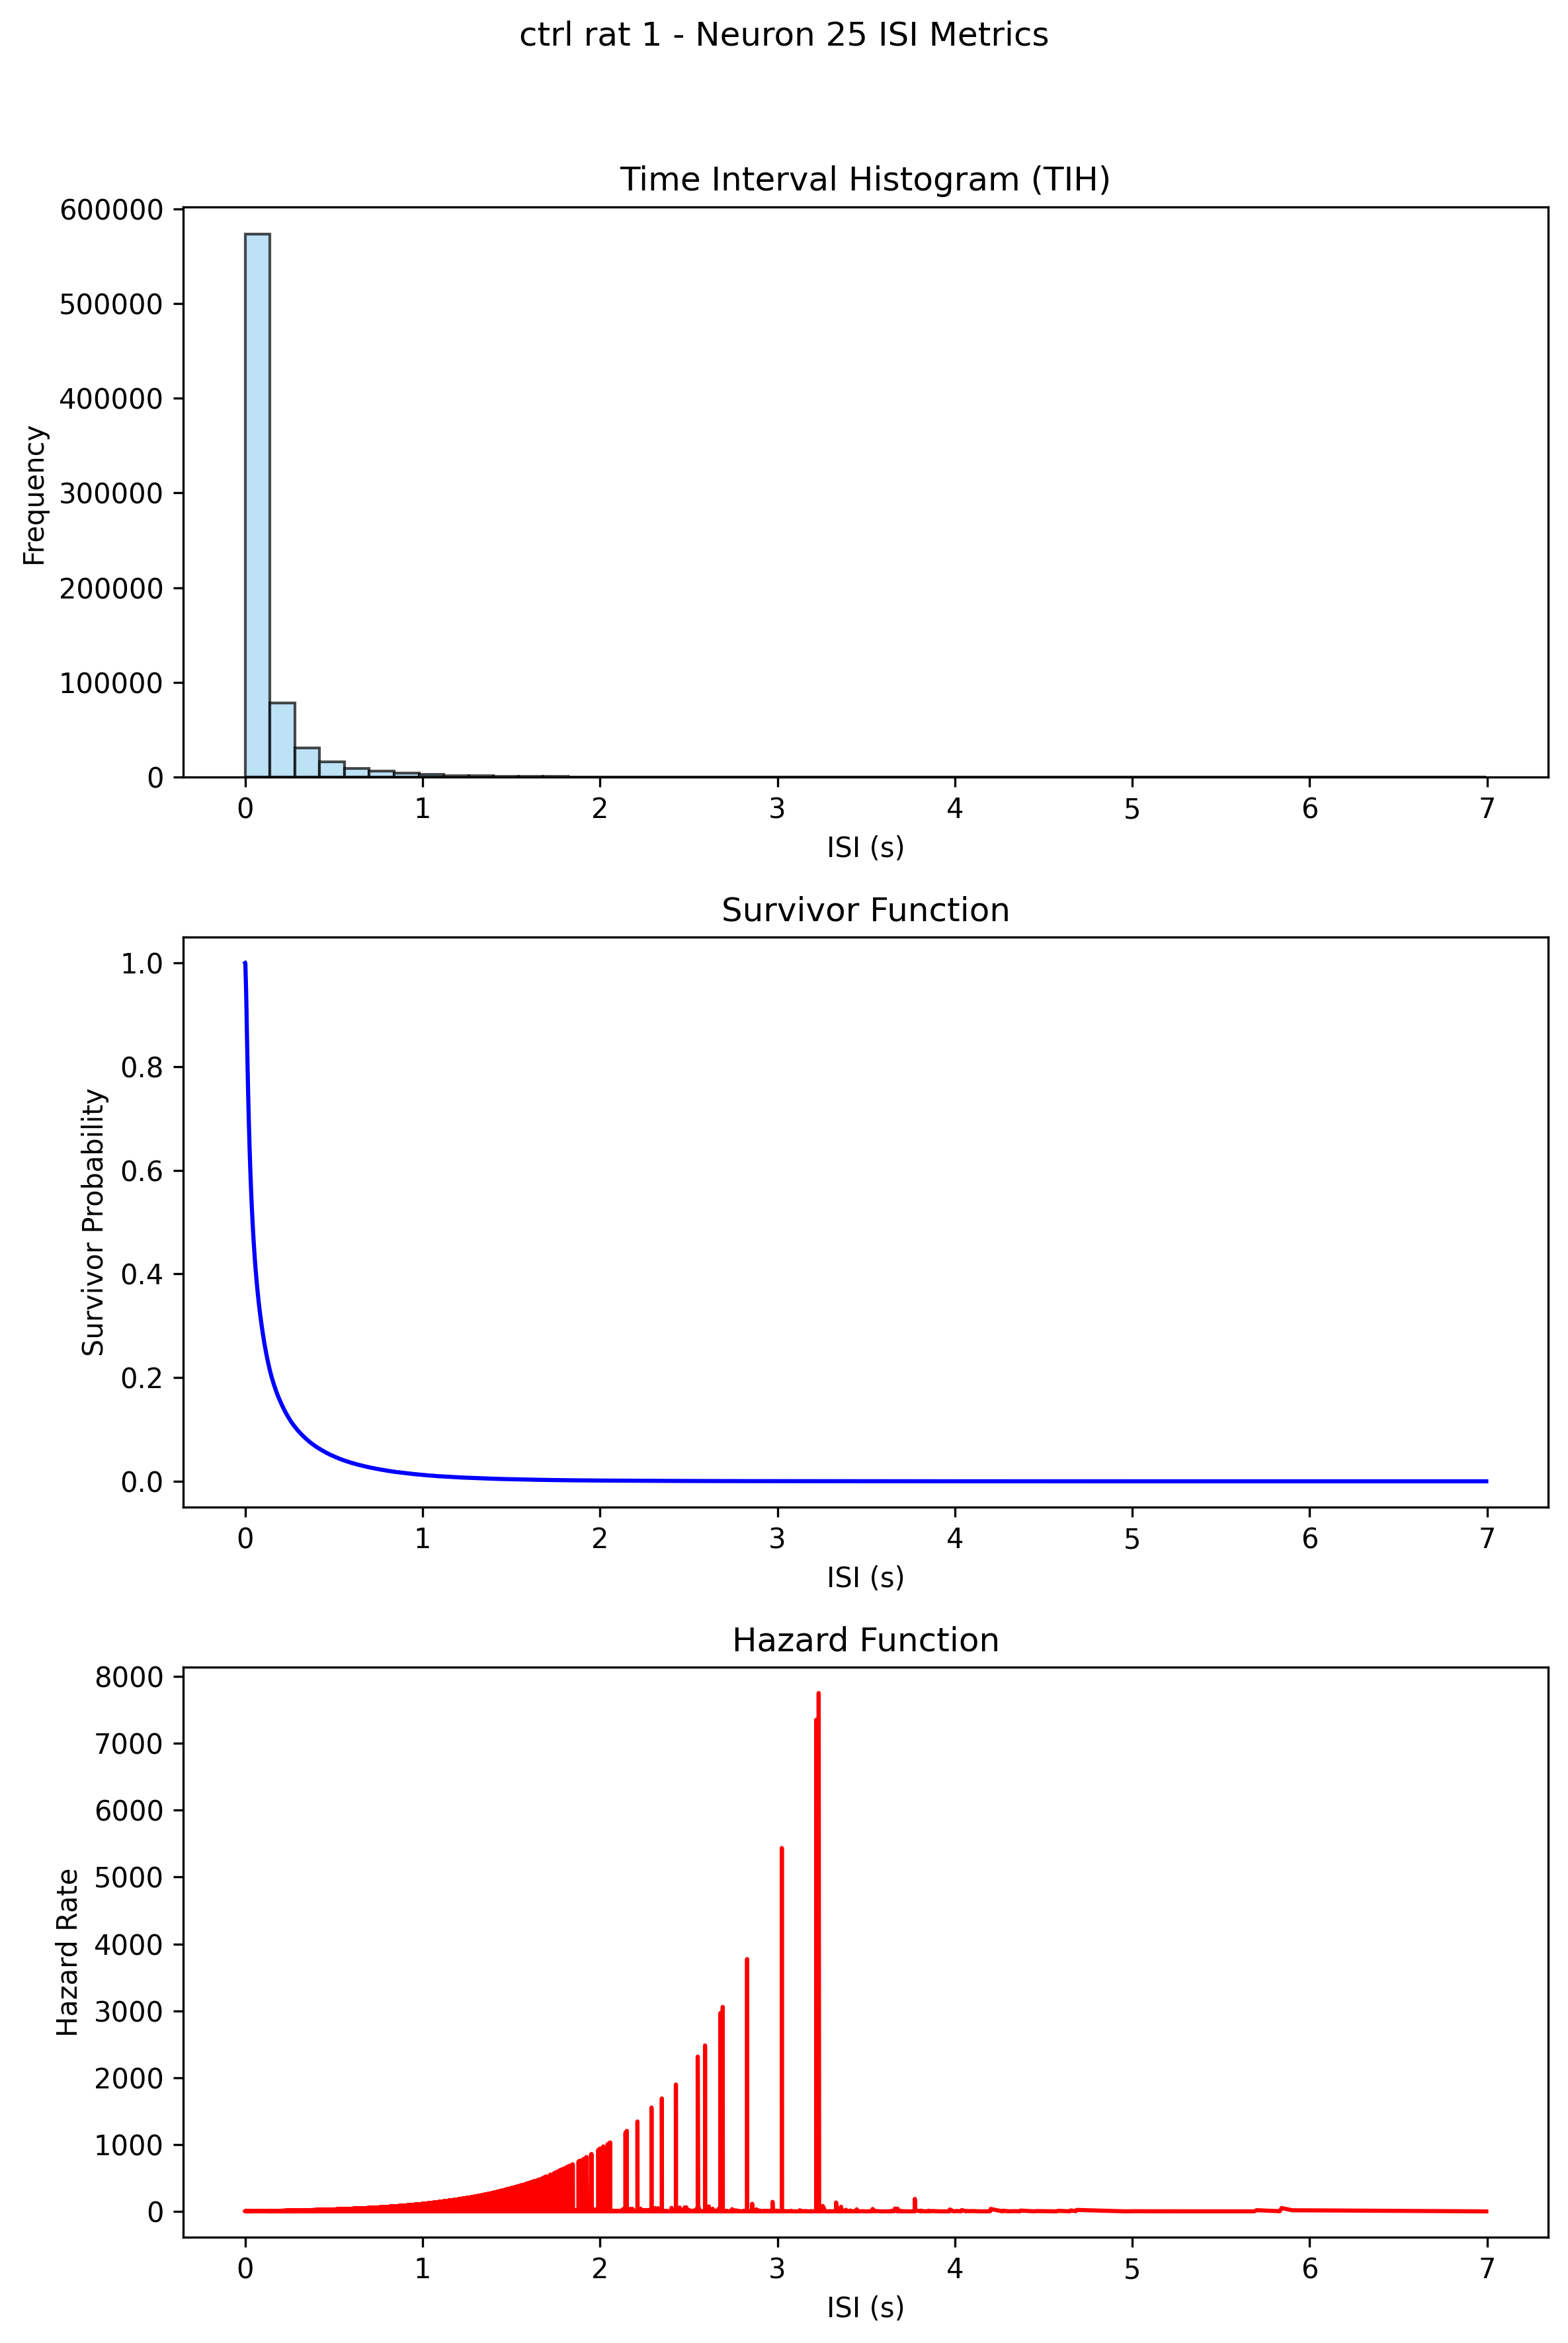 ctrl rat 1 - Neuron 25 ISI Metrics
Time Interval Histogram (TIH)
600000
500000
400000
300000
200000
100000
0
Frequency
0 1 2 3 4 5 6 7
ISI (s)
Survivor Function
1.0
0.8
0.6
0.4
0.2
0.0
Survivor Probability
0 1 2 3 4 5 6 7
ISI (s)
Hazard Function
8000
7000
6000
5000
4000
3000
2000
1000
0
Hazard Rate
0 1 2 3 4 5 6 7
ISI (s)